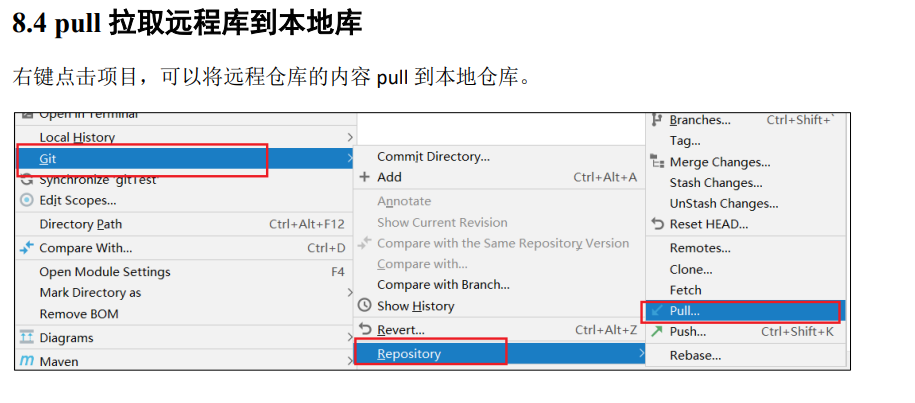 8.4 pull 拉取远程库到本地库
右键点击项目，可以将远程仓库的内容 pull 到本地仓库。
Open in Terminal
Local History
Git
Synchronize 'gitTest'
Edit Scopes...
Directory Path Ctrl+Alt+F12
Compare With... Ctrl+D
Open Module Settings F4
Mark Directory as
Remove BOM
Diagrams
Maven
Commit Directory...
Add Ctrl+Alt+A
Annotate
Show Current Revision
Compare with the Same Repository Version
Compare with...
Compare with Branch...
Show History
Revert... Ctrl+Alt+Z
Repository
Branches... Ctrl+Shift+`
Tag...
Merge Changes...
Stash Changes...
UnStash Changes...
Reset HEAD...
Remotes...
Clone...
Fetch
Pull...
Push... Ctrl+Shift+K
Rebase...